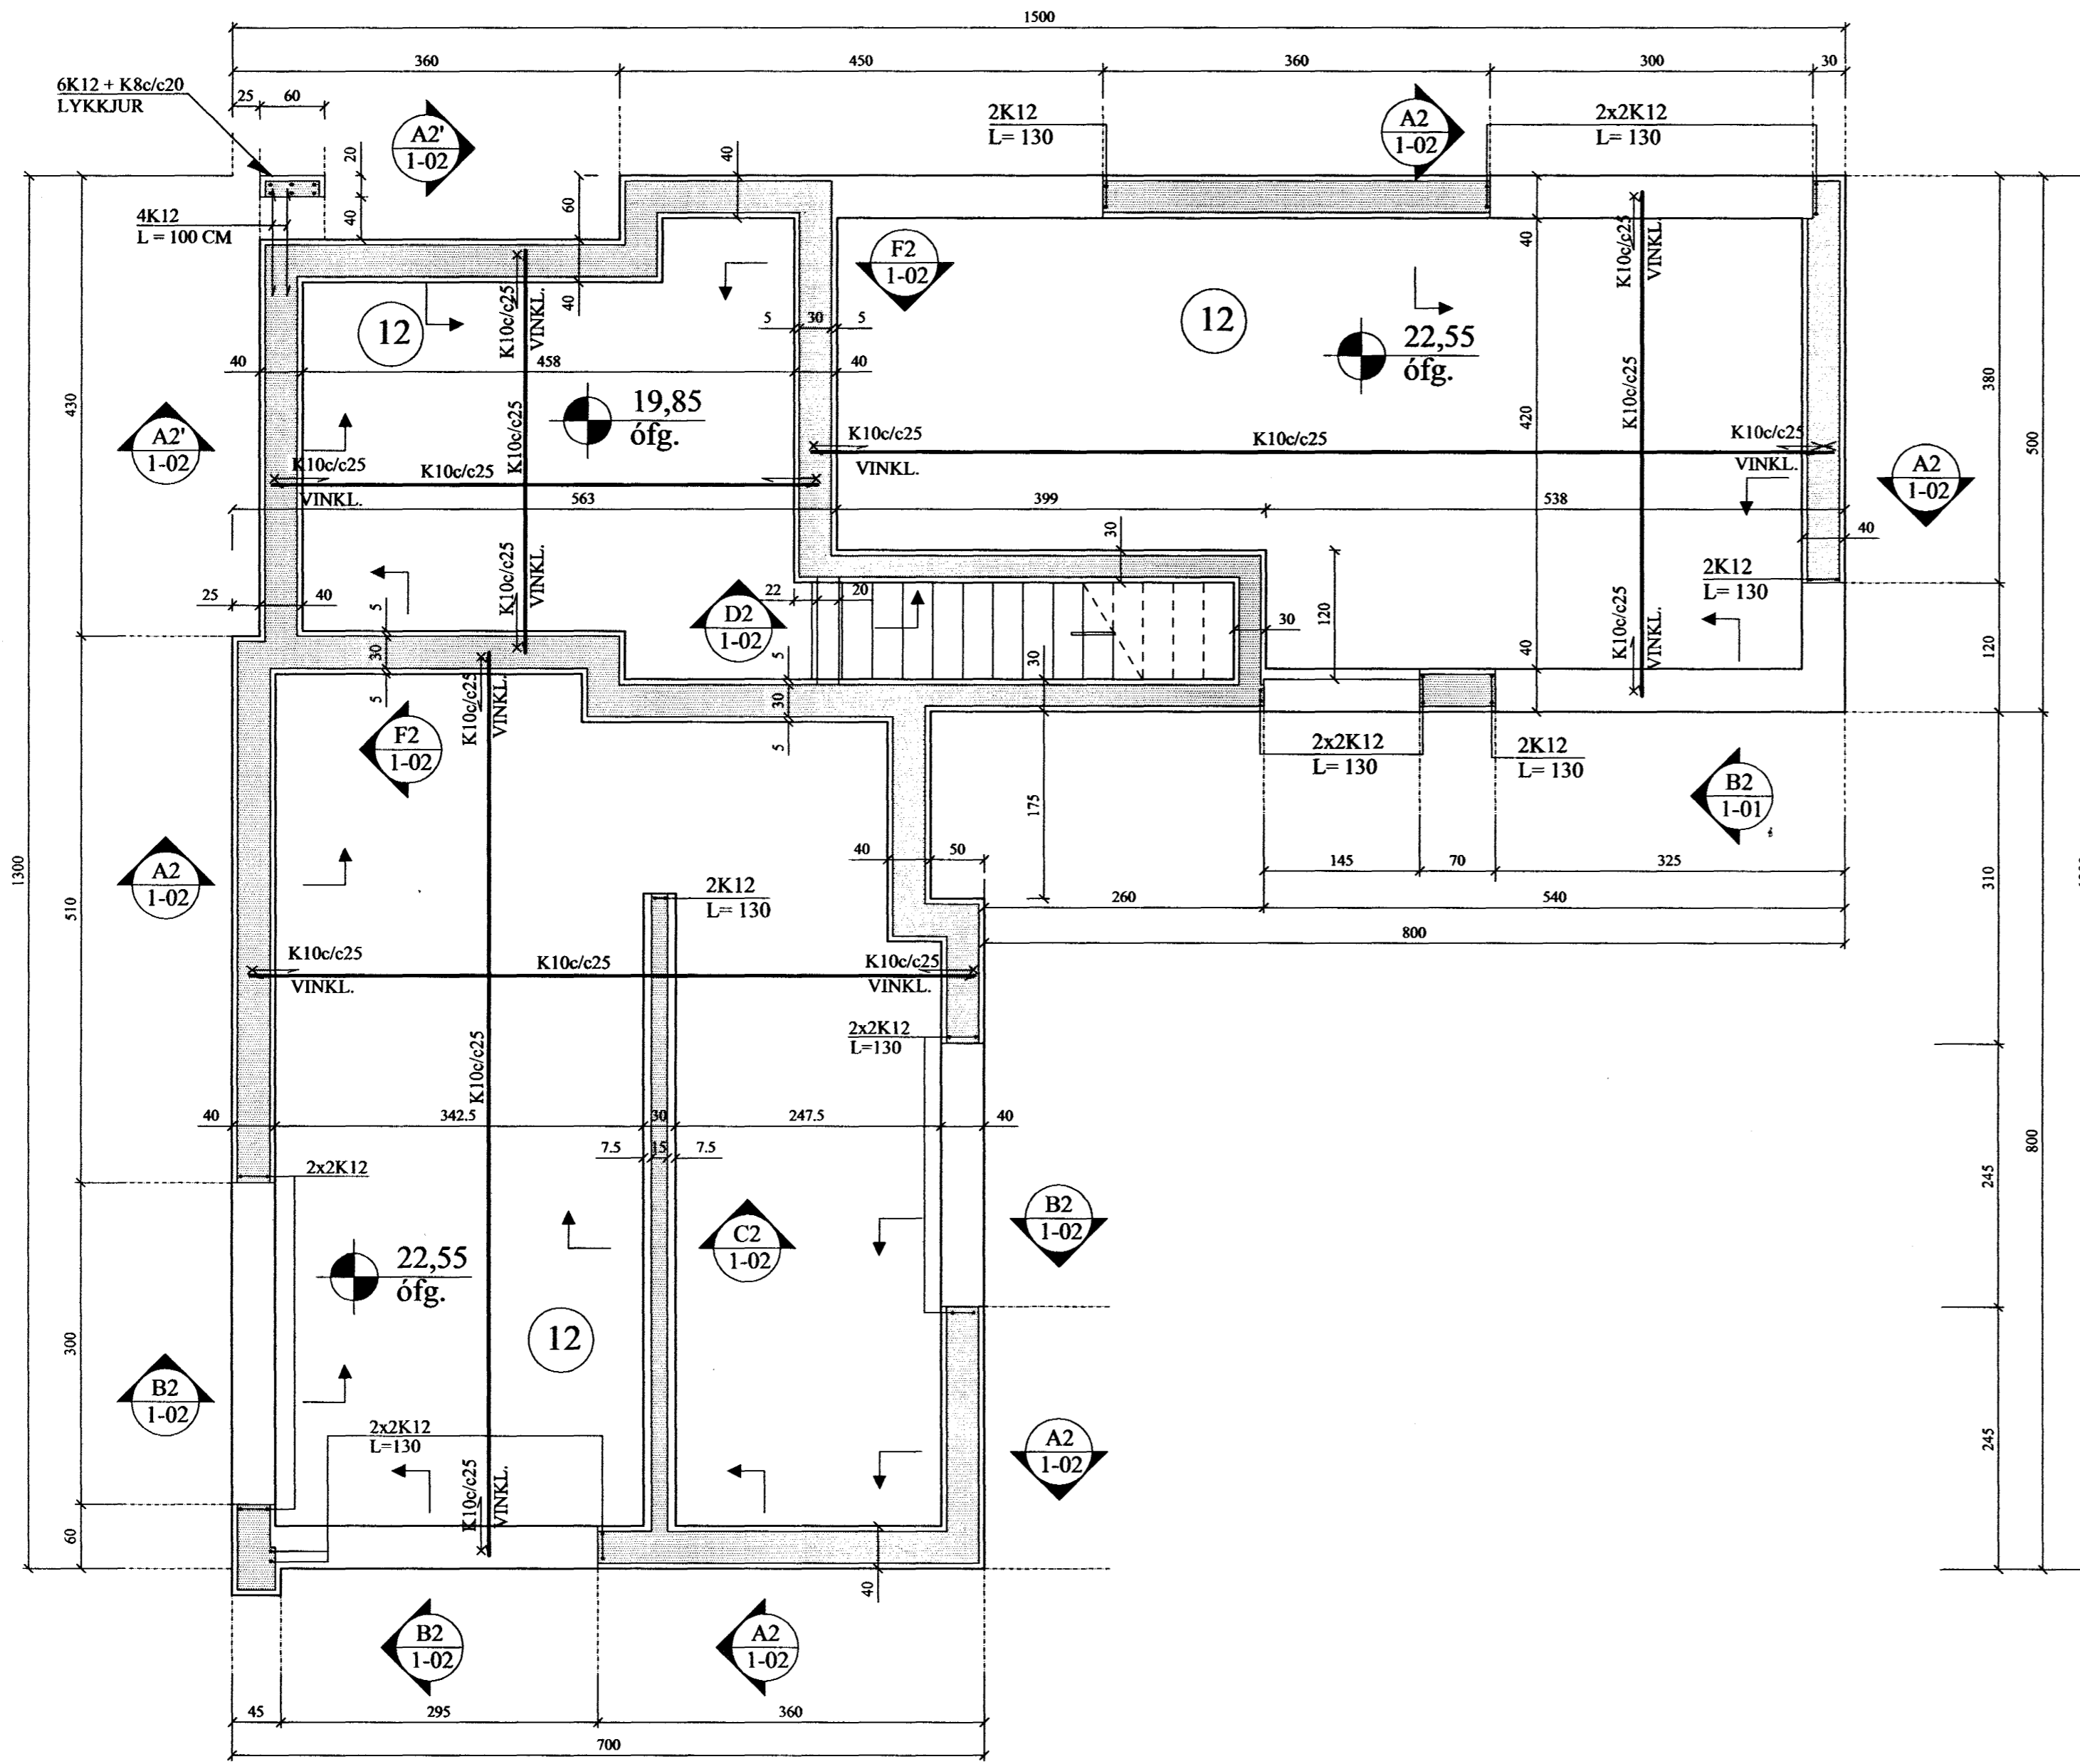 1500
360
450
360
300
30
6K12 + K8c/c20
LYKKJUR
25
60
A2'
1-02
2K12
L= 130
A2
1-02
2x2K12
L= 130
20
40
60
40
4K12
L = 100 CM
40
F2
1-02
K10c/c25
VINKL.
40
12
K10c/c25
VINKL.
40
5
30
5
12
22,55
ófg.
40
458
40
K10c/c25
380
430
19,85
ófg.
420
500
A2'
1-02
K10c/c25
K10c/c25
VINKL.
K10c/c25
K10c/c25
VINKL.
K10c/c25
K10c/c25
VINKL.
A2
1-02
563
399
538
30
40
K10c/c25
VINKL.
2K12
L= 130
25
40
5
22
20
D2
1-02
30
120
K10c/c25
VINKL.
120
30
5
5
30
5
30
40
K10c/c25
VINKL.
F2
1-02
2x2K12
L= 130
2K12
L= 130
B2
1-01
175
1300
510
A2
1-02
40
50
145
70
325
310
2K12
L= 130
260
540
800
K10c/c25
VINKL.
K10c/c25
K10c/c25
VINKL.
2x2K12
L=130
K10c/c25
40
342.5
30
247.5
40
7.5
15
7.5
800
2x2K12
245
C2
1-02
B2
1-02
22,55
ófg.
12
300
B2
1-02
2x2K12
L=130
A2
1-02
245
K10c/c25
VINKL.
60
40
B2
1-02
A2
1-02
45
295
360
700